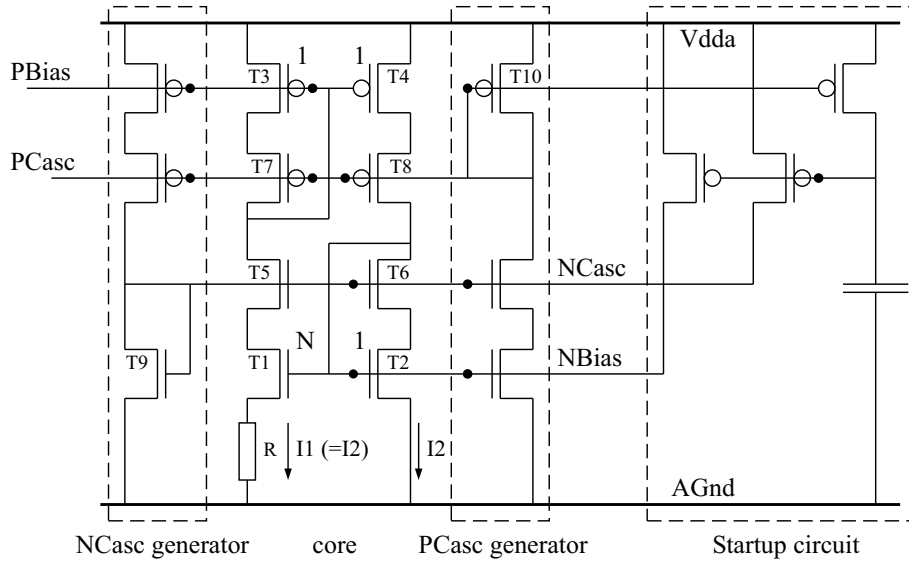 Vdda
PBias
T3
1
1
T4
T10
PCasc
T7
T8
T5
T6
NCasc
T9
T1
N
1
T2
NBias
R
I1 (=I2)
I2
AGnd
NCasc generator
core
PCasc generator
Startup circuit